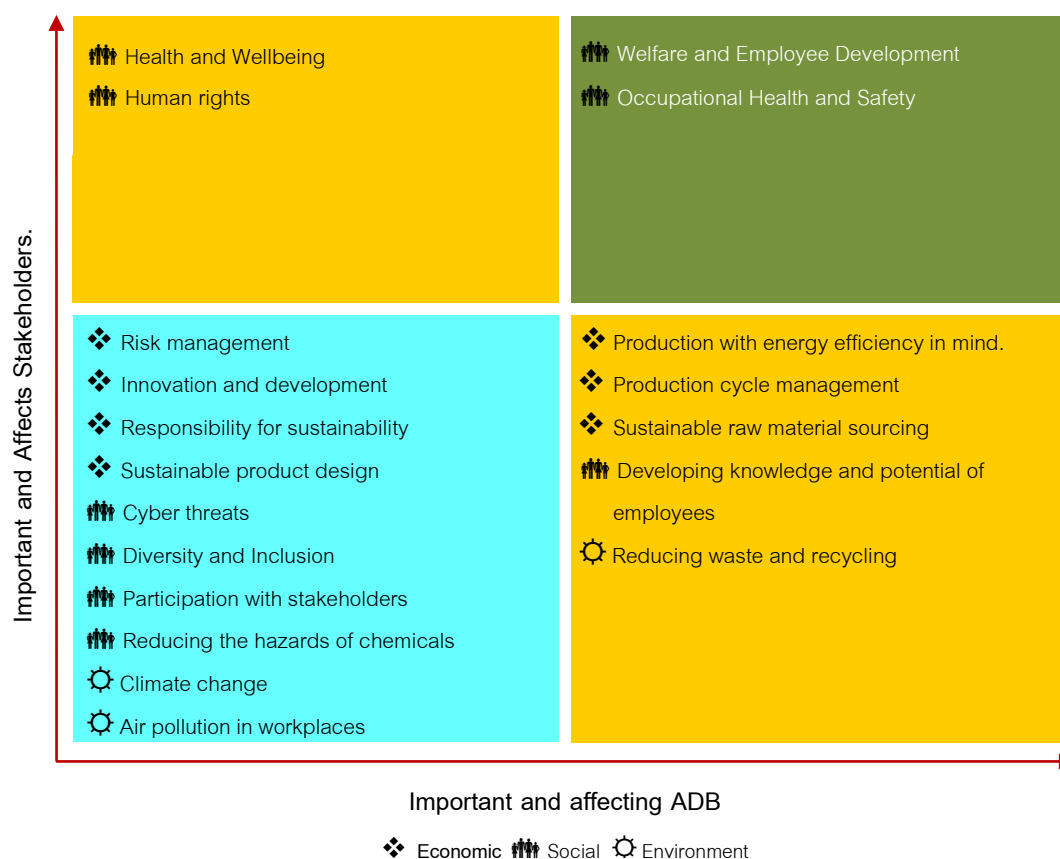 Health and Wellbeing
Human rights
Welfare and Employee Development
Occupational Health and Safety
Important and Affects Stakeholders.
Risk management
Innovation and development
Responsibility for sustainability
Sustainable product design
Cyber threats
Diversity and Inclusion
Participation with stakeholders
Reducing the hazards of chemicals
Climate change
Air pollution in workplaces
Production with energy efficiency in mind.
Production cycle management
Sustainable raw material sourcing
Developing knowledge and potential of
employees
Reducing waste and recycling
Important and affecting ADB
Economic Social Environment